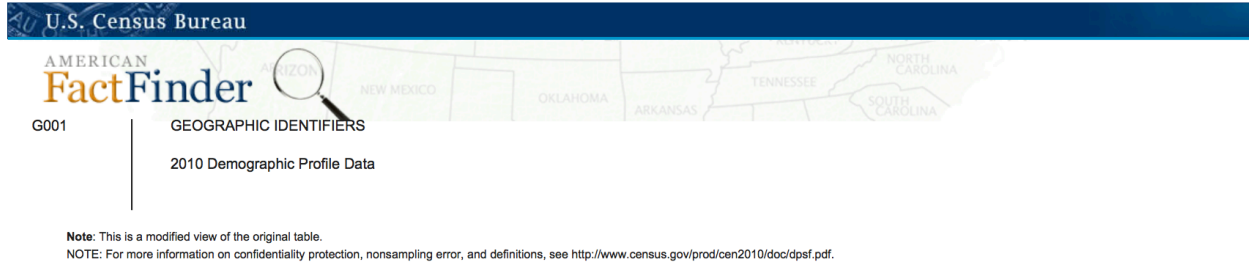 U.S. Census Bureau
AMERICAN
FactFinder
ARIZON
NEW MEXICO
OKLAHOMA
ARKANSAS
KENTUCKY
TENNESSEE
NORTH
CAROLINA
SOUTH
CAROLINA
G001
GEOGRAPHIC IDENTIFIERS
2010 Demographic Profile Data
Note: This is a modified view of the original table.
NOTE: For more information on confidentiality protection, nonsampling error, and definitions, see http://www.census.gov/prod/cen2010/doc/dpsf.pdf.